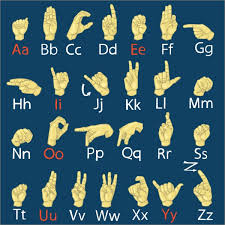 Aa Bb Cc Dd Ee Ff Gg
Hh Ii Jj Kk Ll Mm
Nn Oo Pp Qq Rr Ss
Tt Uu Vv Ww Xx Yy Zz